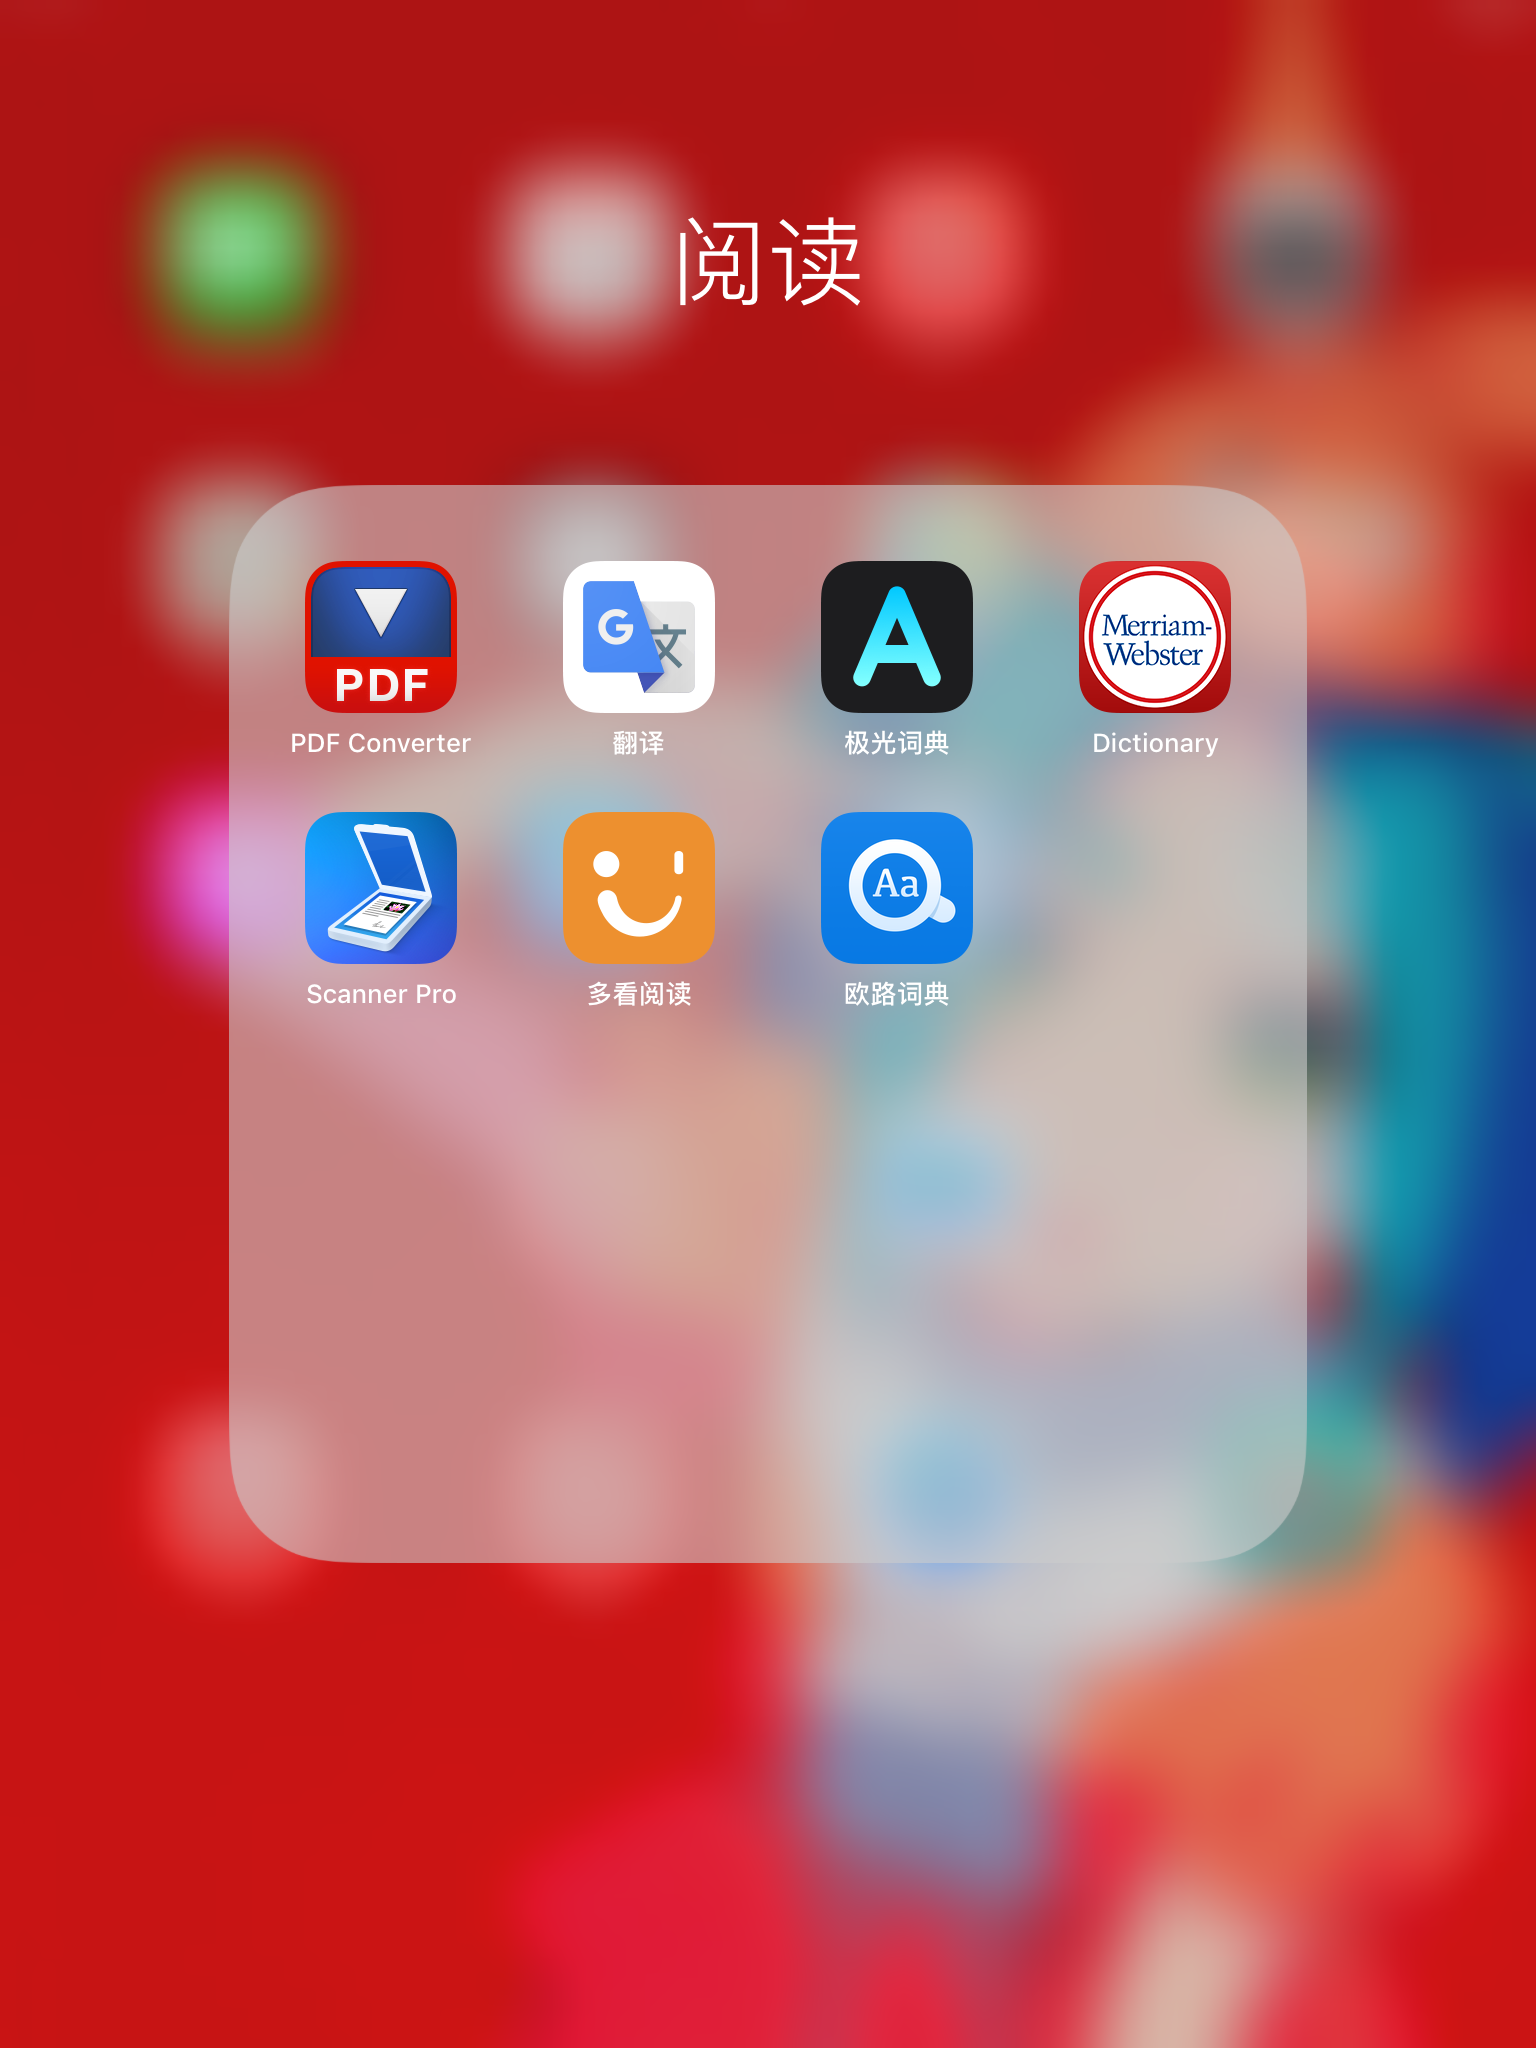 阅读
PDF
G 文
A
Merriam-
Webster
PDF Converter
翻译
极光词典
Dictionary
Aa
Scanner Pro
多看阅读
欧路词典